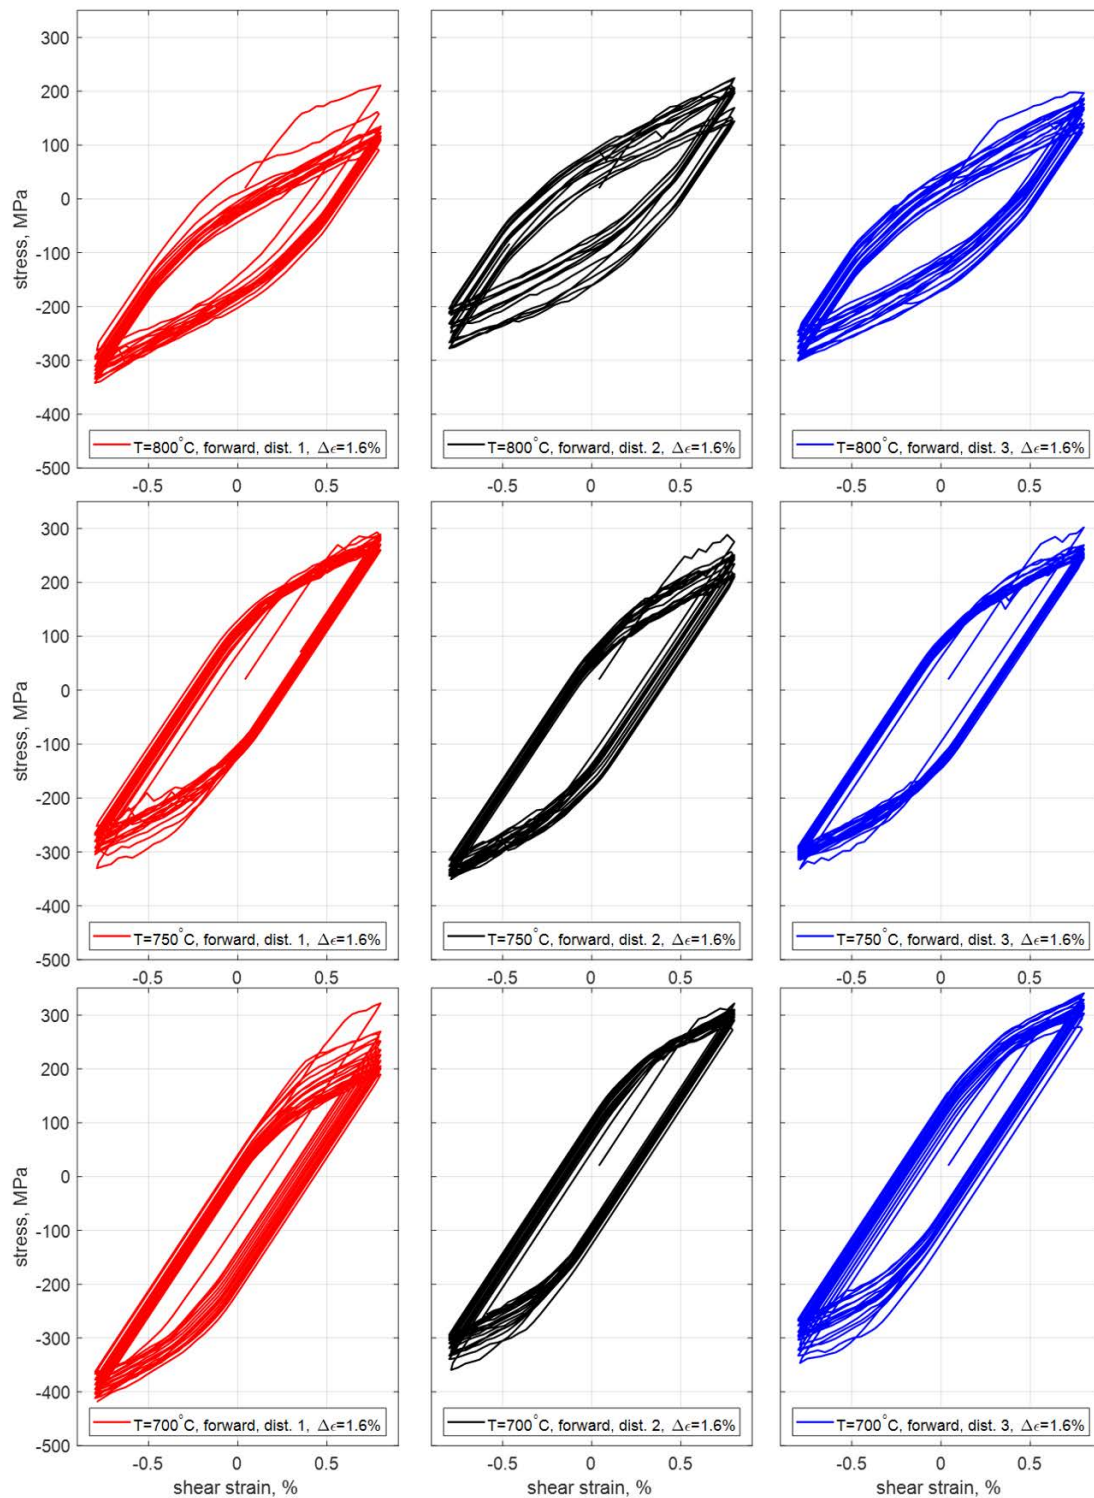 300
200
100
0
-100
-200
-300
-400
-500
stress, MPa
T=800°C, forward, dist. 1, Δϵ=1.6%
T=800°C, forward, dist. 2, Δϵ=1.6%
T=800°C, forward, dist. 3, Δϵ=1.6%
-0.5 0 0.5
-0.5 0 0.5
-0.5 0 0.5
300
200
100
0
-100
-200
-300
-400
-500
stress, MPa
T=750°C, forward, dist. 1, Δϵ=1.6%
T=750°C, forward, dist. 2, Δϵ=1.6%
T=750°C, forward, dist. 3, Δϵ=1.6%
-0.5 0 0.5
-0.5 0 0.5
-0.5 0 0.5
300
200
100
0
-100
-200
-300
-400
-500
stress, MPa
T=700°C, forward, dist. 1, Δϵ=1.6%
T=700°C, forward, dist. 2, Δϵ=1.6%
T=700°C, forward, dist. 3, Δϵ=1.6%
-0.5 0 0.5
-0.5 0 0.5
-0.5 0 0.5
shear strain, %
shear strain, %
shear strain, %